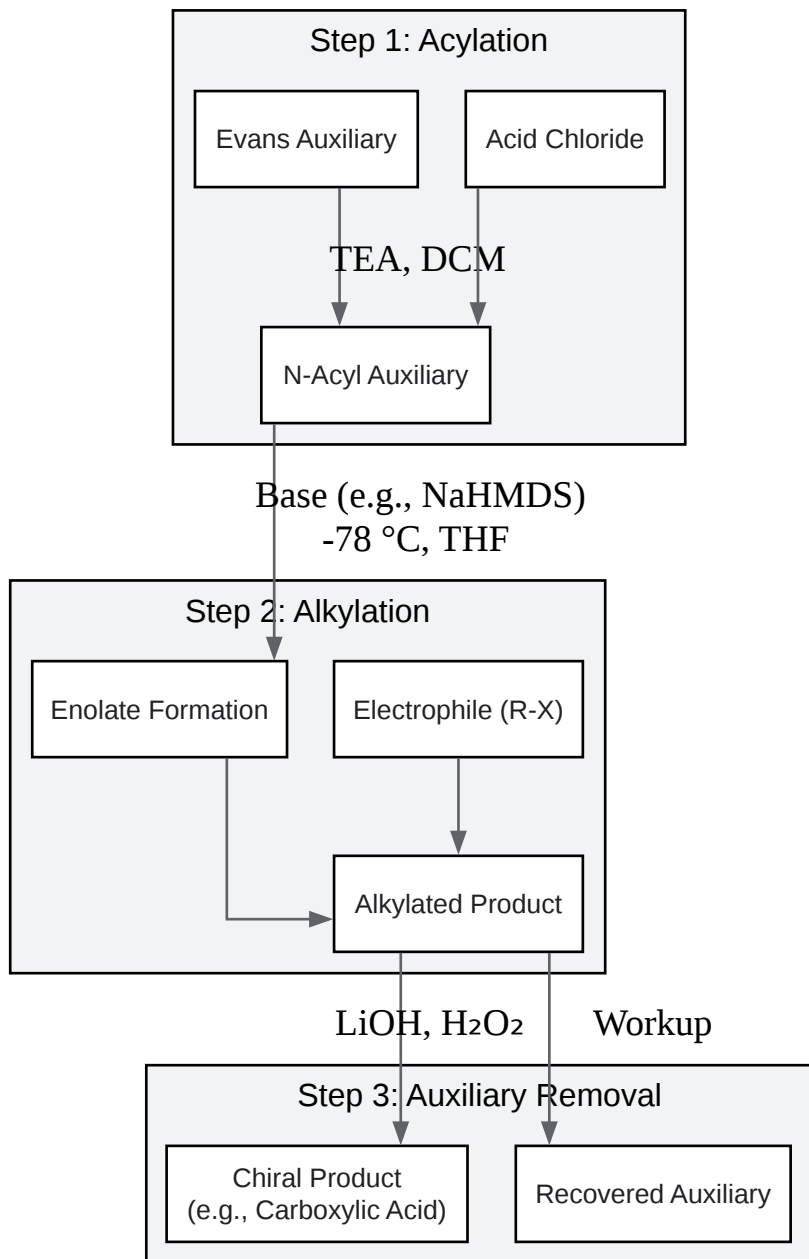 Step 1: Acylation
Evans Auxiliary
Acid Chloride
TEA, DCM
N-Acyl Auxiliary
Base (e.g., NaHMDS)
-78 °C, THF
Step 2: Alkylation
Enolate Formation
Electrophile (R-X)
Alkylated Product
LiOH, H₂O₂
Workup
Step 3: Auxiliary Removal
Chiral Product
(e.g., Carboxylic Acid)
Recovered Auxiliary